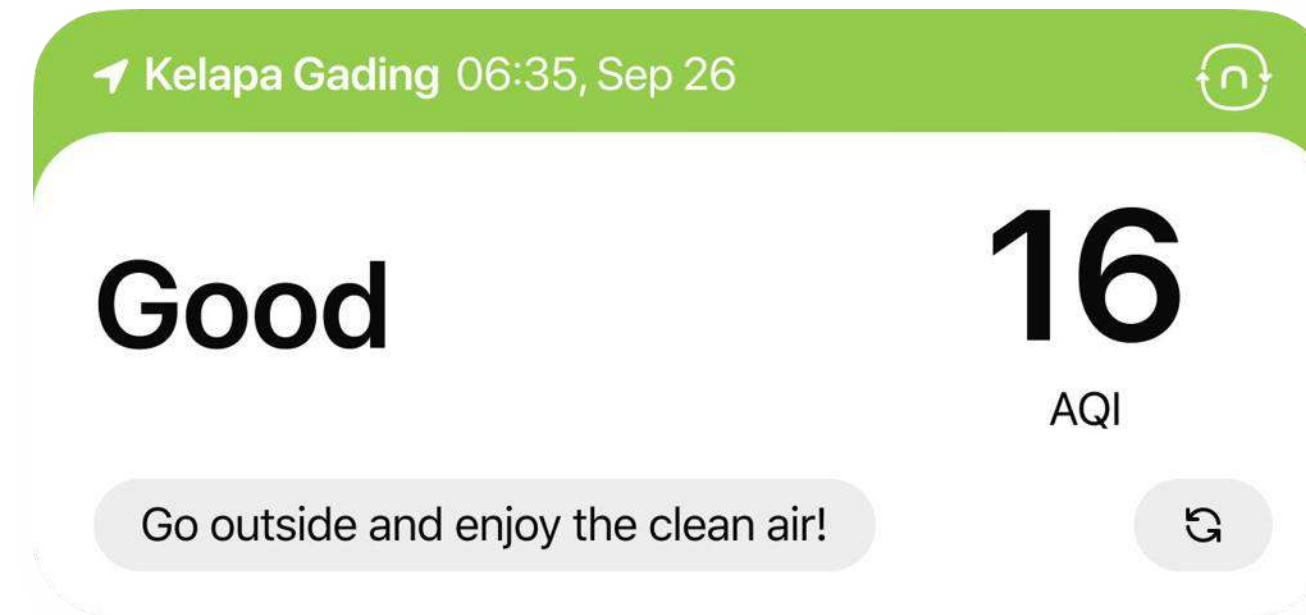 Kelapa Gading 06:35, Sep 26
Good
16
AQI
Go outside and enjoy the clean air!